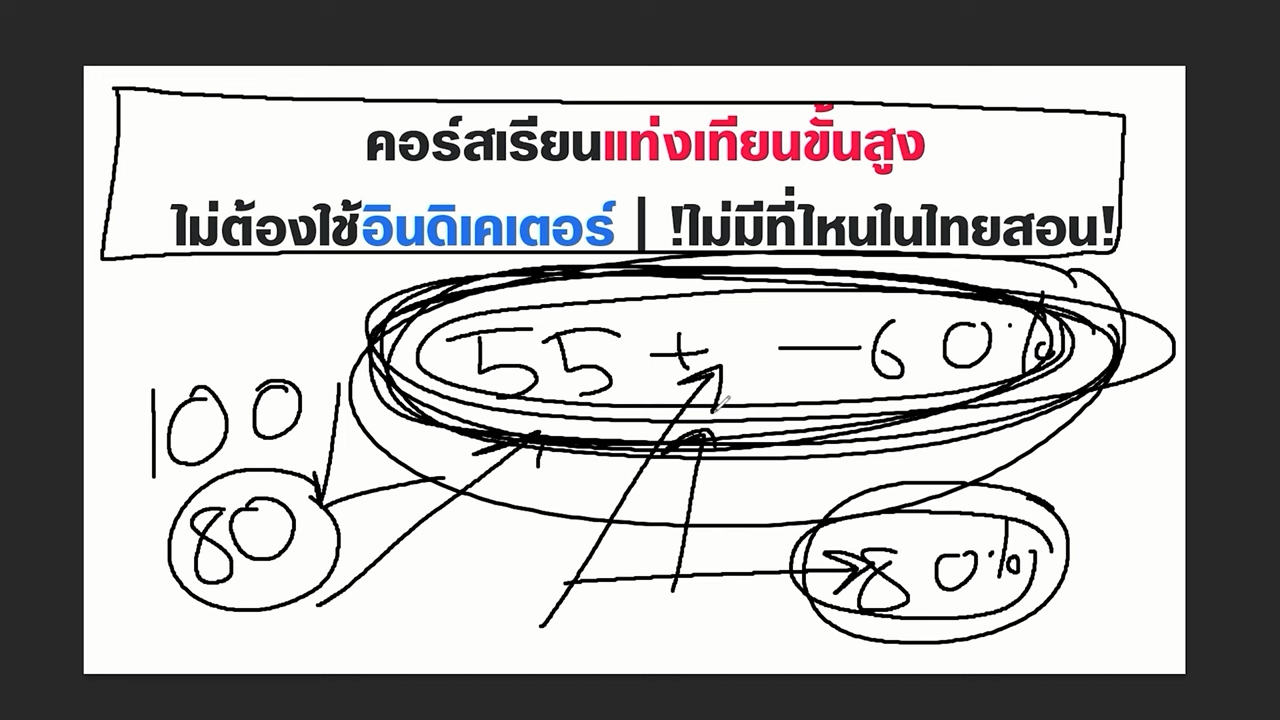 คอร์สเรียนแท่งเทียนขั้นสูง
ไม่ต้องใช้อินดิเคเตอร์ | !ไม่มีที่ไหนในไทยสอน!
55+ — 60%
100
80
80%